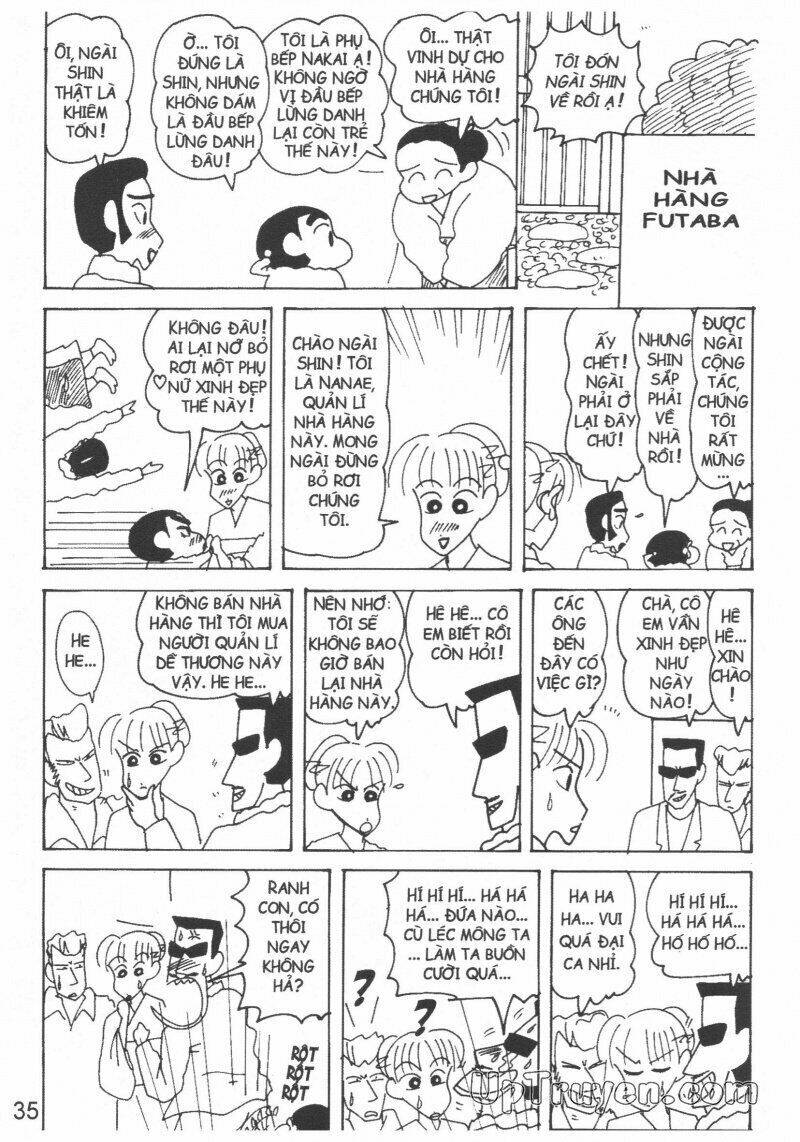 TÔI ĐÓN
NGÀI SHIN
VỀ RỒI Ạ!
NHÀ
HÀNG
FUTABA
ÔI... THẬT
VINH DỰ CHO
NHÀ HÀNG
CHÚNG TÔI!
TÔI LÀ PHỤ
BẾP NAKAI Ạ!
KHÔNG NGỜ
VỊ ĐẦU BẾP
LỪNG DANH
LẠI CÒN TRẺ
THẾ NÀY!
Ờ... TÔI
ĐÚNG LÀ
SHIN, NHƯNG
KHÔNG DÁM
LÀ ĐẦU BẾP
LỪNG DANH
ĐÂU!
ÔI, NGÀI
SHIN
THẬT LÀ
KHIÊM
TỐN!
ĐƯỢC
NGÀI
CỘNG
TÁC,
CHÚNG
TÔI
RẤT
MỪNG
...
NHƯNG
SHIN
SẮP
PHẢI
VỀ
NHÀ
RỒI!
ẤY
CHẾT!
NGÀI
PHẢI Ở
LẠI ĐÂY
CHỨ!
CHÀO NGÀI
SHIN! TÔI
LÀ NANAE,
QUẢN LÍ
NHÀ HÀNG
NÀY. MONG
NGÀI ĐỪNG
BỎ RƠI
CHÚNG
TÔI.
KHÔNG ĐÂU!
AI LẠI NỠ BỎ
RƠI MỘT PHỤ
NỮ XINH ĐẸP
THẾ NÀY!
HÊ
HÊ...
XIN
CHÀO
!
CHÀ, CÔ
EM VẪN
XINH ĐẸP
NHƯ
NGÀY
NÀO!
CÁC
ÔNG
ĐẾN
ĐÂY CÓ
VIỆC GÌ?
HÊ HÊ... CÔ
EM BIẾT RỒI
CÒN HỎI!
NÊN NHỚ:
TÔI SẼ
KHÔNG BAO
GIỜ BÁN
LẠI NHÀ
HÀNG NÀY.
KHÔNG BÁN NHÀ
HÀNG THÌ TÔI MUA
NGƯỜI QUẢN LÍ
DỄ THƯƠNG NÀY
VẬY. HE HE...
HE
HE...
HÍ HÍ HÍ...
HÁ HÁ HÁ...
HỐ HỐ HỐ...
HA HA
HA... VUI
QUÁ ĐẠI
CA NHỈ.
HÍ HÍ HÍ... HÁ HÁ
HÁ... ĐỨA NÀO...
CÙ LÉC MÔNG TA
... LÀM TA BUỒN
CƯỜI QUÁ...
?
?
RANH
CON, CÓ
THÔI
NGAY
KHÔNG
HẢ?
RỘT
RỘT
RỘT
UpTruyen.com
35